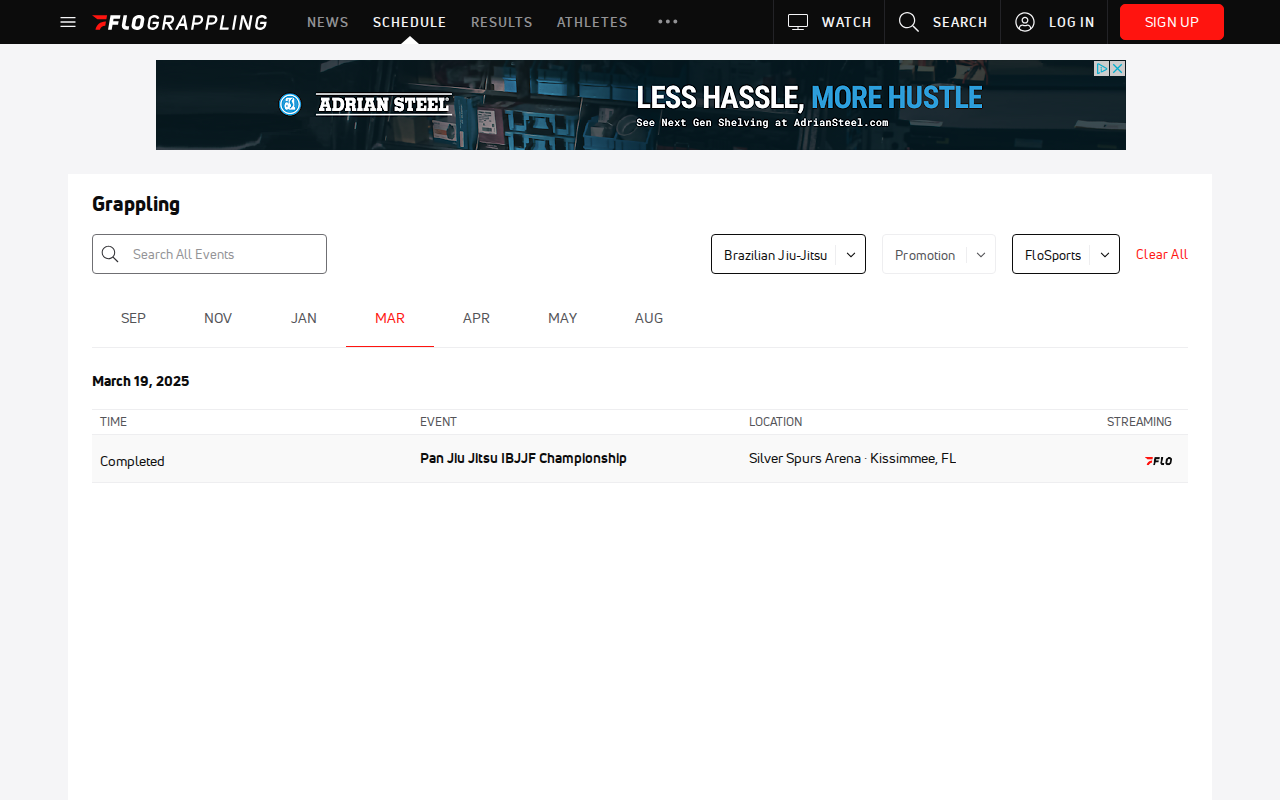 FLOGRAPPLING NEWS SCHEDULE RESULTS ATHLETES WATCH SEARCH LOG IN SIGN UP
ADRIAN STEEL LESS HASSLE, MORE HUSTLE
See Next Gen Shelving at AdrianSteel.com
Grappling
Search All Events Brazilian Jiu-Jitsu Promotion FloSports Clear All
SEP NOV JAN MAR APR MAY AUG
March 19, 2025
TIME EVENT LOCATION STREAMING
Completed Pan Jiu Jitsu IBJJF Championship Silver Spurs Arena · Kissimmee, FL FLO